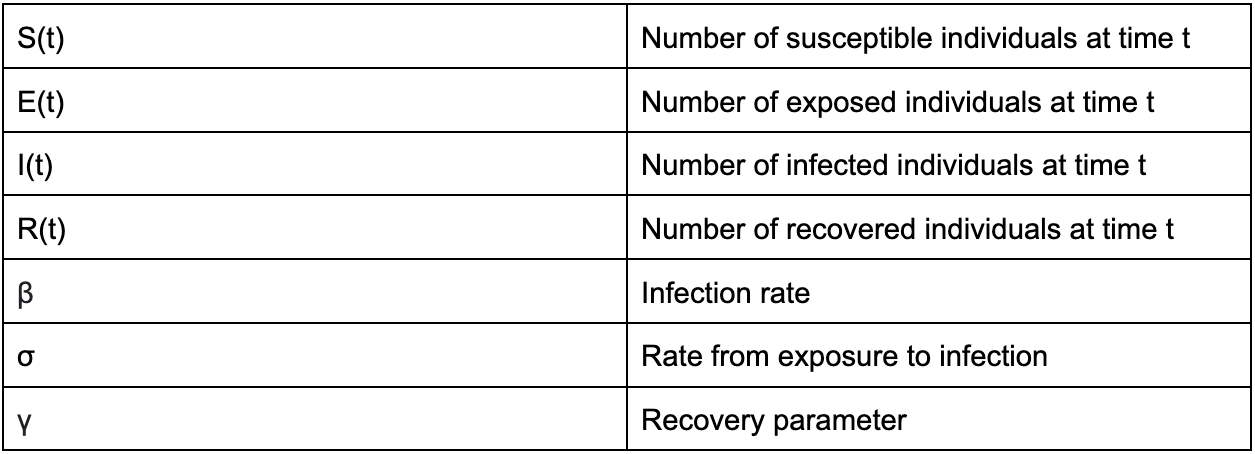 S(t) Number of susceptible individuals at time t
E(t) Number of exposed individuals at time t
I(t) Number of infected individuals at time t
R(t) Number of recovered individuals at time t
β Infection rate
σ Rate from exposure to infection
γ Recovery parameter